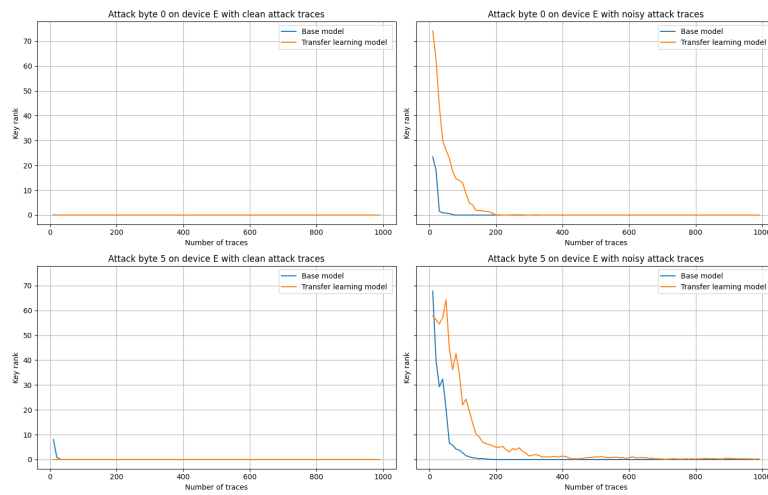 Attack byte 0 on device E with clean attack traces
Key rank
70
60
50
40
30
20
10
0
Base model
Transfer learning model
0
200
400
600
800
1000
Number of traces
Attack byte 0 on device E with noisy attack traces
Key rank
Base model
Transfer learning model
0
200
400
600
800
1000
Number of traces
Attack byte 5 on device E with clean attack traces
Key rank
70
60
50
40
30
20
10
0
Base model
Transfer learning model
0
200
400
600
800
1000
Number of traces
Attack byte 5 on device E with noisy attack traces
Key rank
Base model
Transfer learning model
0
200
400
600
800
1000
Number of traces